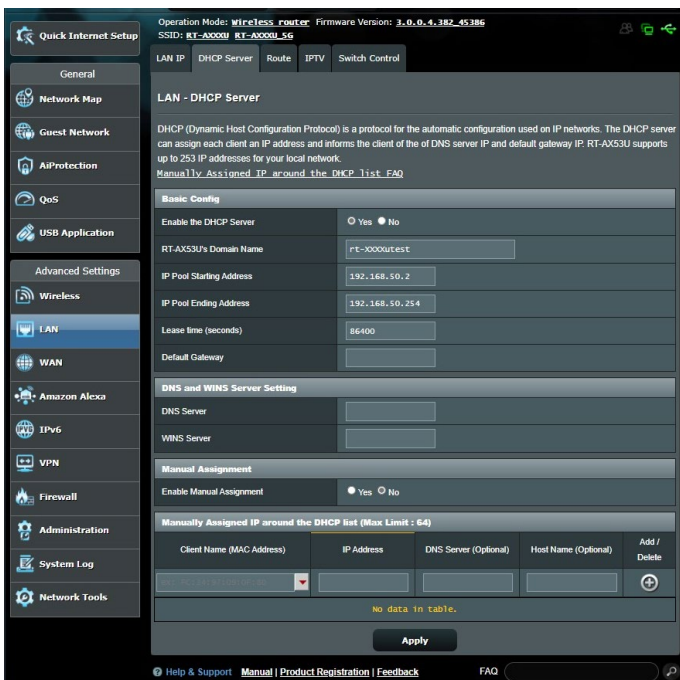 Quick Internet Setup
General
Network Map
Guest Network
AiProtection
QoS
USB Application
Advanced Settings
Wireless
LAN
WAN
Amazon Alexa
IPv6
VPN
Firewall
Administration
System Log
Network Tools
Operation Mode: Wireless router Firmware Version: 3.0.0.4.382_45386
SSID: RT-AXXXU RT-AXXXU_5G
LAN IP DHCP Server Route IPTV Switch Control
LAN - DHCP Server
DHCP (Dynamic Host Configuration Protocol) is a protocol for the automatic configuration used on IP networks. The DHCP server
can assign each client an IP address and informs the client of the of DNS server IP and default gateway IP. RT-AX53U supports
up to 253 IP addresses for your local network.
Manually Assigned IP around the DHCP list FAQ
Basic Config
Enable the DHCP Server Yes No
RT-AX53U's Domain Name rt-XXXXutest
IP Pool Starting Address 192.168.50.2
IP Pool Ending Address 192.168.50.254
Lease time (seconds) 86400
Default Gateway
DNS and WINS Server Setting
DNS Server
WINS Server
Manual Assignment
Enable Manual Assignment Yes No
Manually Assigned IP around the DHCP list (Max Limit : 64)
Client Name (MAC Address) IP Address DNS Server (Optional) Host Name (Optional) Add /
Delete
No data in table.
Apply
Help & Support Manual | Product Registration | Feedback FAQ